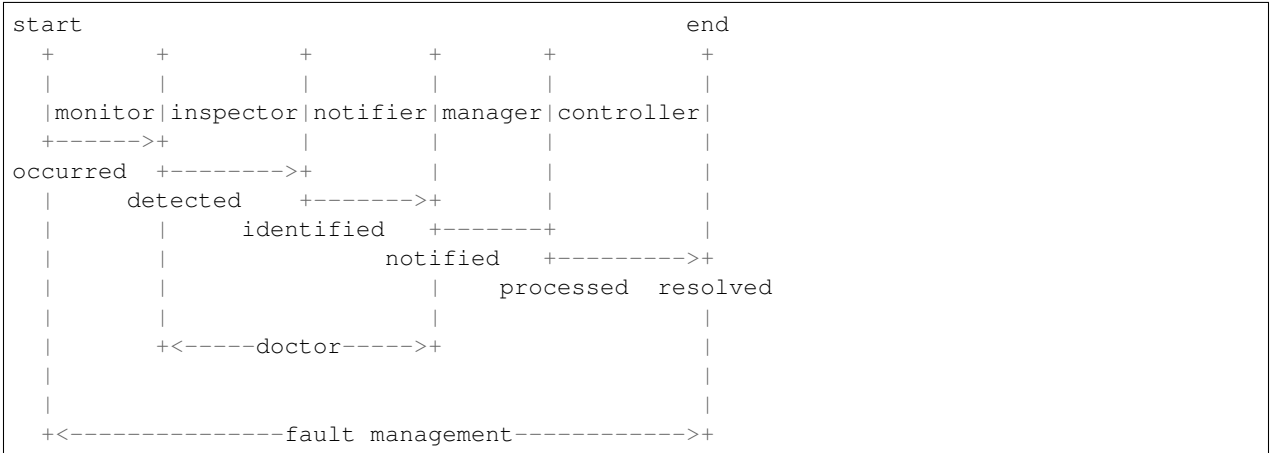 start                                                   end
  +         +           +          +         +            +
  |         |           |          |         |            |
  |monitor|inspector|notifier|manager|controller|
  +------>+           |          |         |            |
occurred  +-------->+          |         |            |
  |      detected     +------->+         |            |
  |         |      identified   +-------+            |
  |         |                  notified   +--------->+
  |         |                      |     processed  resolved
  |         |                      |                      |
  |         +<-----doctor----->+                      |
  |                                                       |
  |                                                       |
  +<---------------fault management------------>+